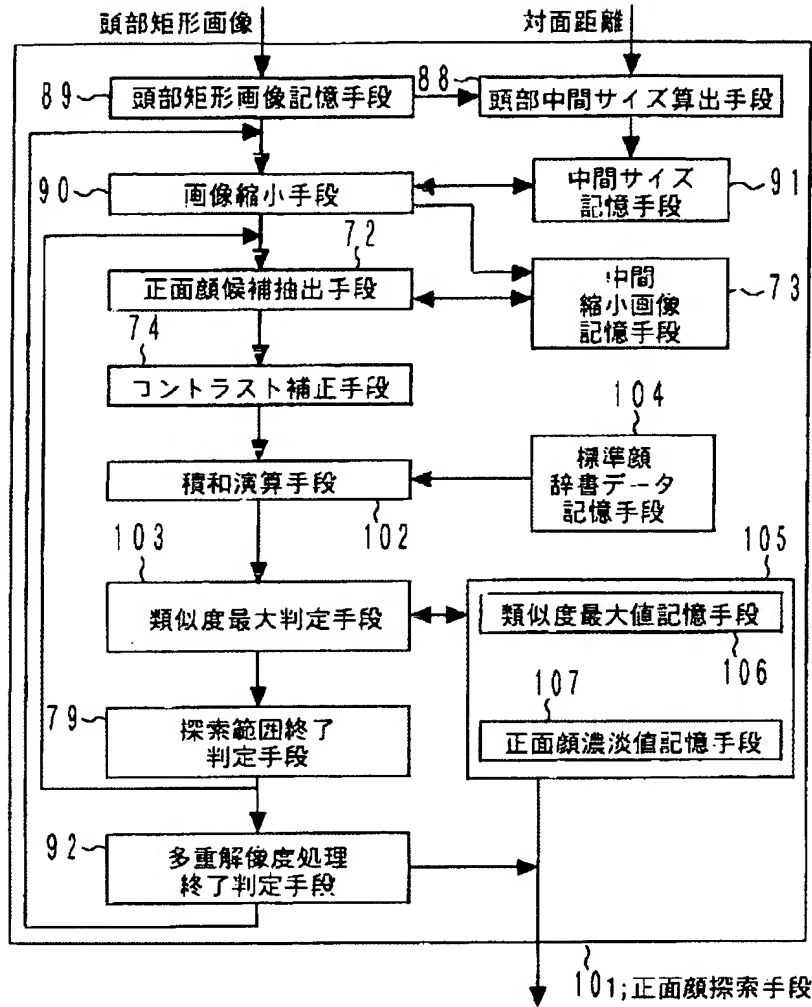 頭部矩形画像
対面距離
89
頭部矩形画像記憶手段
88
頭部中間サイズ算出手段
90
画像縮小手段
中間サイズ
記憶手段
91
72
正面顔候補抽出手段
中間
縮小画像
記憶手段
73
74
コントラスト補正手段
104
標準顔
辞書データ
記憶手段
積和演算手段
102
103
類似度最大判定手段
105
類似度最大値記憶手段
106
107
正面顔濃淡値記憶手段
79
探索範囲終了
判定手段
92
多重解像度処理
終了判定手段
101;正面顔探索手段